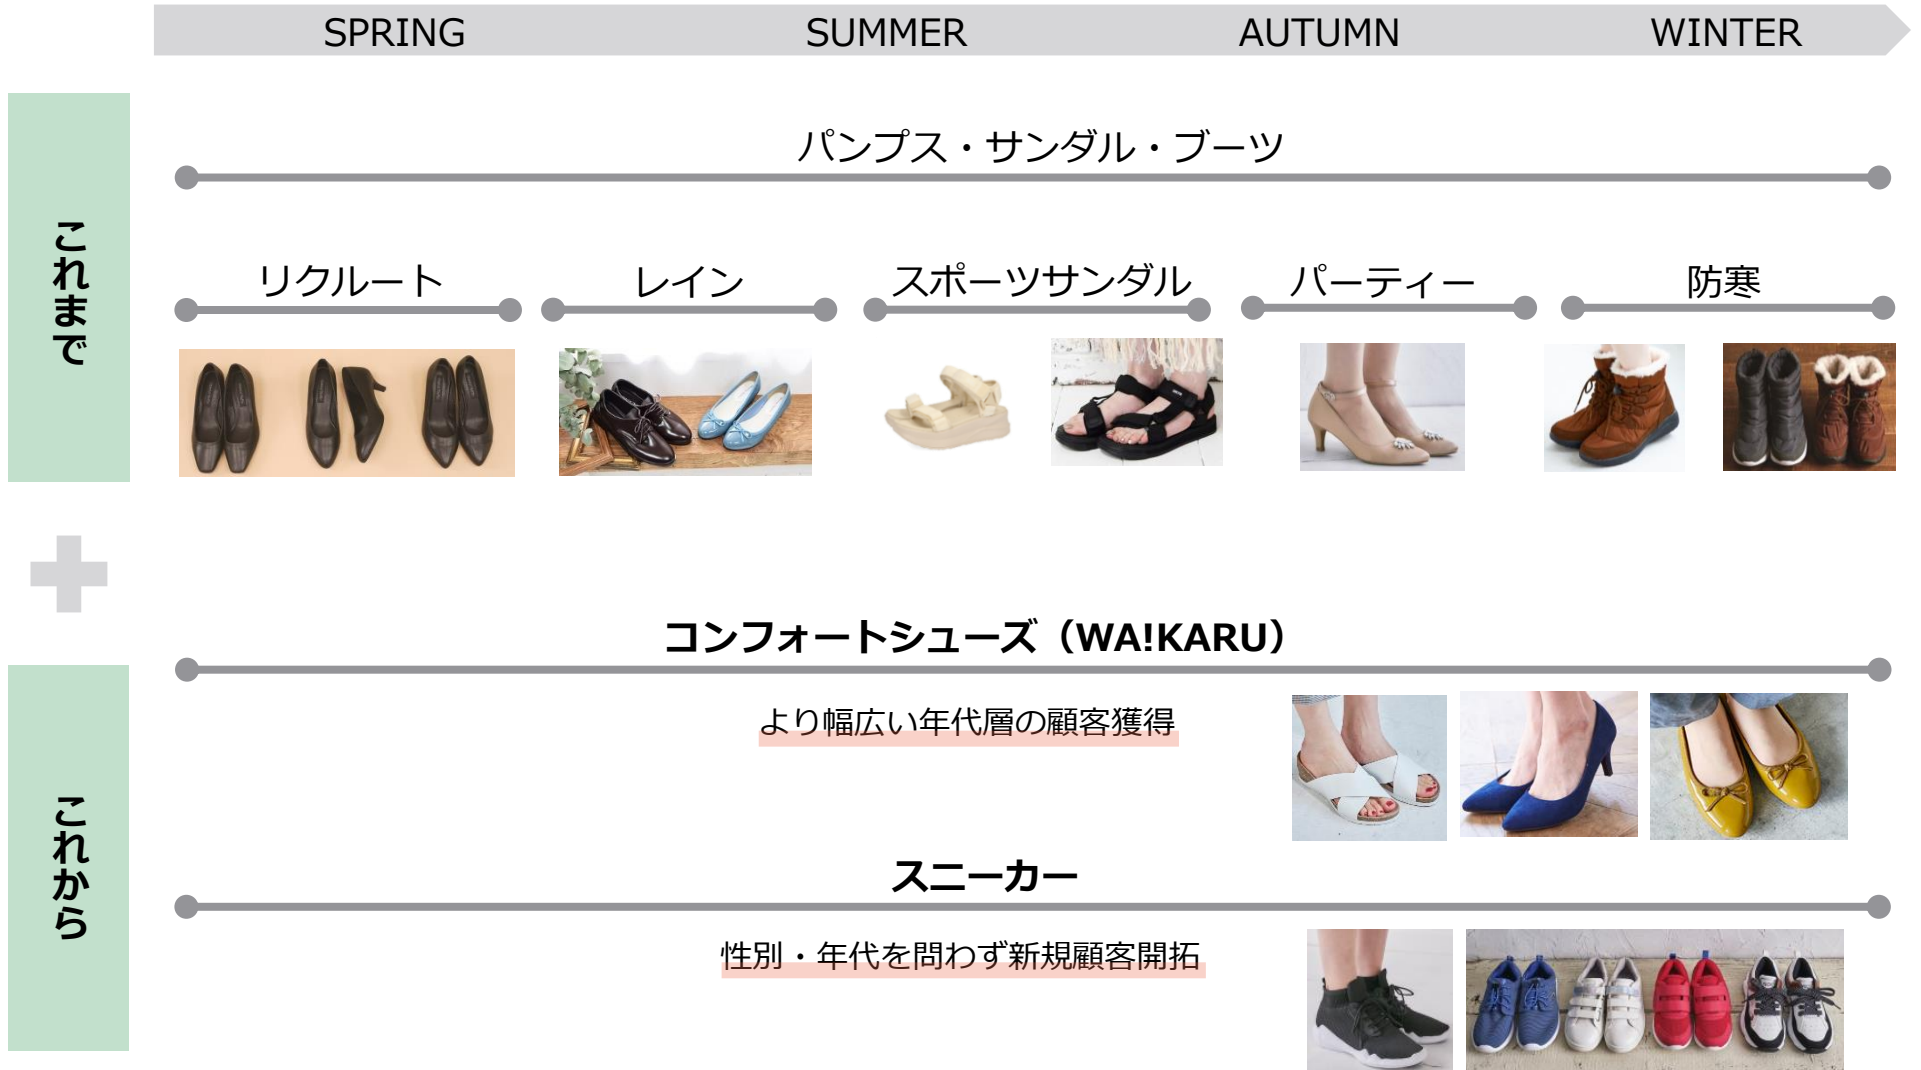 SPRING SUMMER AUTUMN WINTER
これまで
パンプス・サンダル・ブーツ
リクルート レイン スポーツサンダル パーティー 防寒
これから
コンフォートシューズ（WA!KARU）
より幅広い年代層の顧客獲得
スニーカー
性別・年代を問わず新規顧客開拓